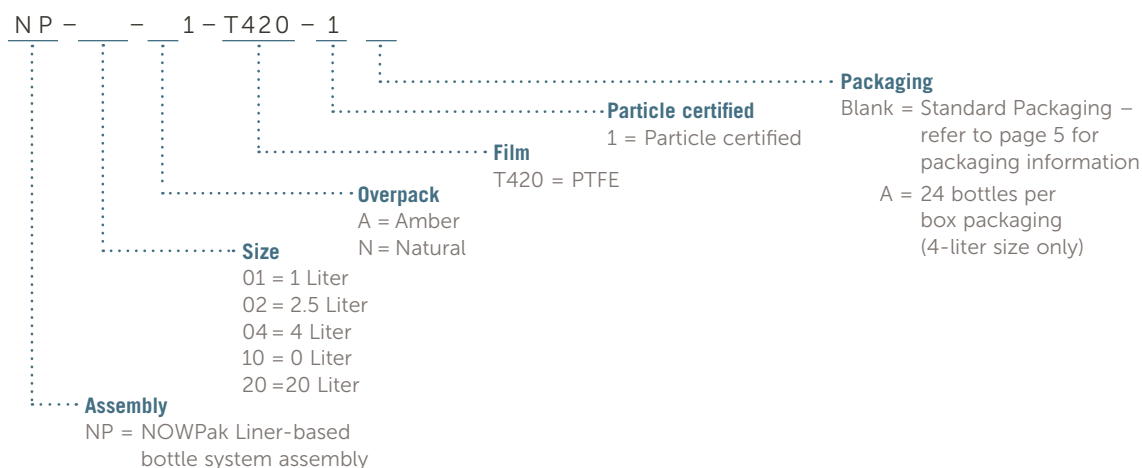 NP – – 1 – T420 – 1
Packaging
Blank = Standard Packaging –
refer to page 5 for
packaging information
A = 24 bottles per
box packaging
(4-liter size only)
Particle certified
1 = Particle certified
Film
T420 = PTFE
Overpack
A = Amber
N = Natural
Size
01 = 1 Liter
02 = 2.5 Liter
04 = 4 Liter
10 = 0 Liter
20 =20 Liter
Assembly
NP = NOWPak Liner-based
bottle system assembly